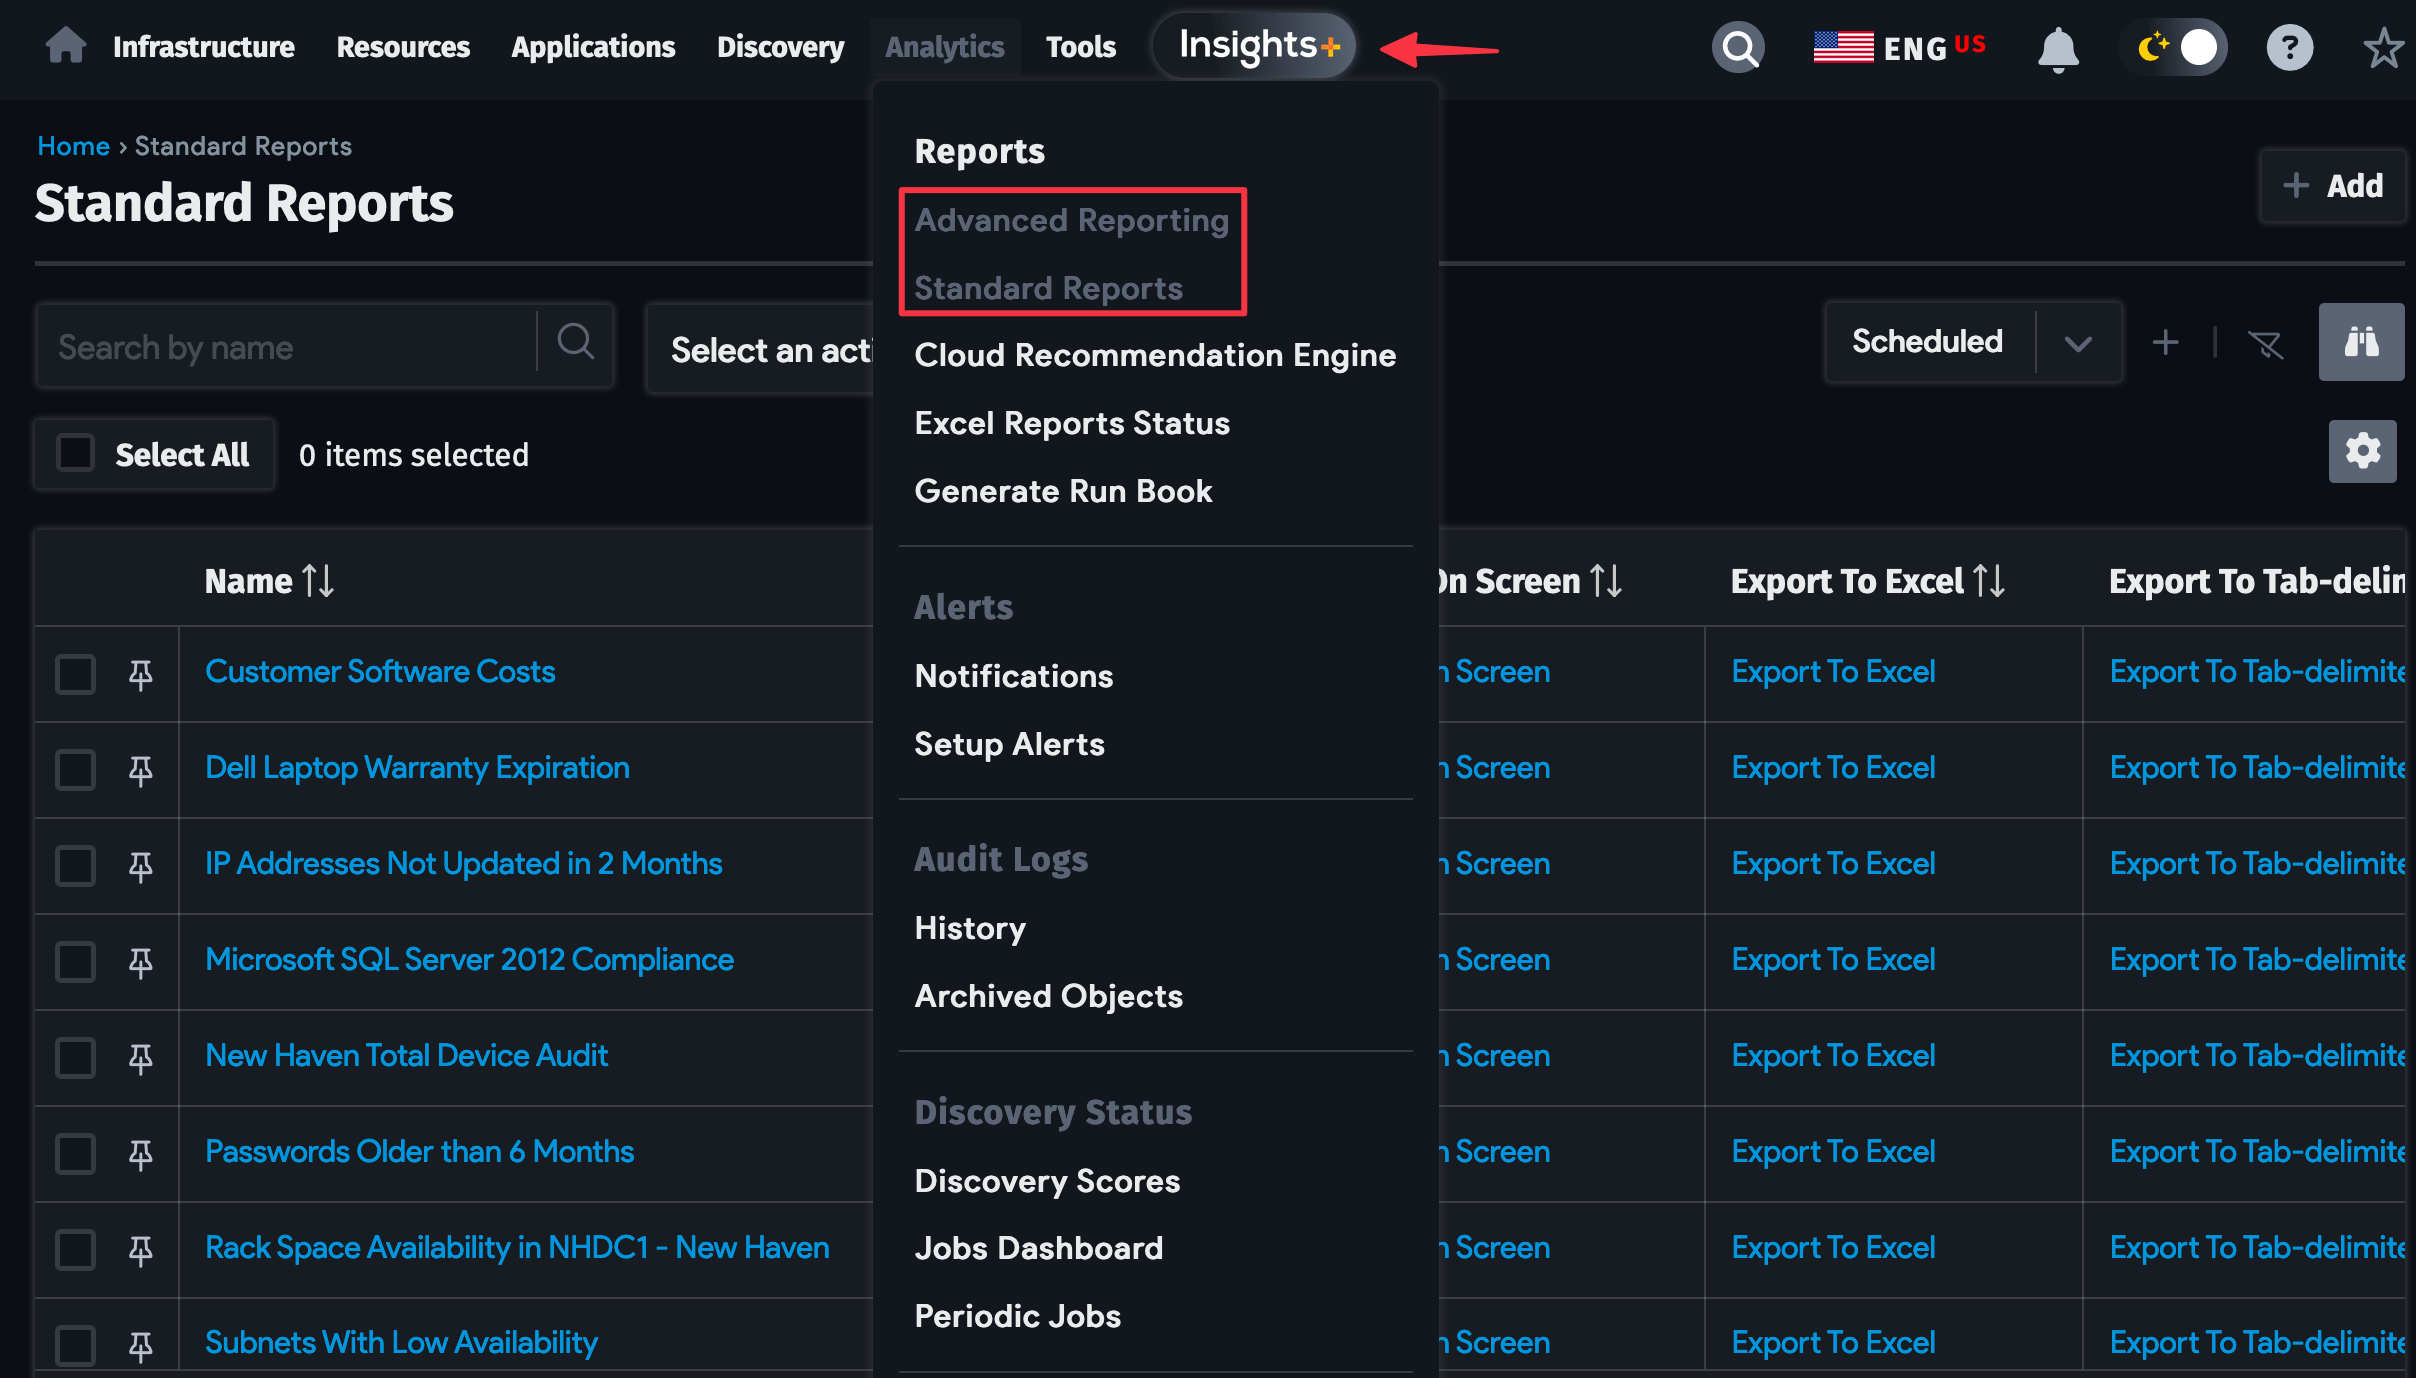 Infrastructure Resources Applications Discovery Analytics Tools Insights+ ENG US
Home › Standard Reports
Standard Reports
+ Add
Search by name
Select an acti
Scheduled
Select All
0 items selected
Reports
Advanced Reporting
Standard Reports
Cloud Recommendation Engine
Excel Reports Status
Generate Run Book
Alerts
Notifications
Setup Alerts
Audit Logs
History
Archived Objects
Discovery Status
Discovery Scores
Jobs Dashboard
Periodic Jobs
Name On Screen Export To Excel Export To Tab-delim
Customer Software Costs n Screen Export To Excel Export To Tab-delimite
Dell Laptop Warranty Expiration n Screen Export To Excel Export To Tab-delimite
IP Addresses Not Updated in 2 Months n Screen Export To Excel Export To Tab-delimite
Microsoft SQL Server 2012 Compliance n Screen Export To Excel Export To Tab-delimite
New Haven Total Device Audit n Screen Export To Excel Export To Tab-delimite
Passwords Older than 6 Months n Screen Export To Excel Export To Tab-delimite
Rack Space Availability in NHDC1 - New Haven n Screen Export To Excel Export To Tab-delimite
Subnets With Low Availability n Screen Export To Excel Export To Tab-delimite